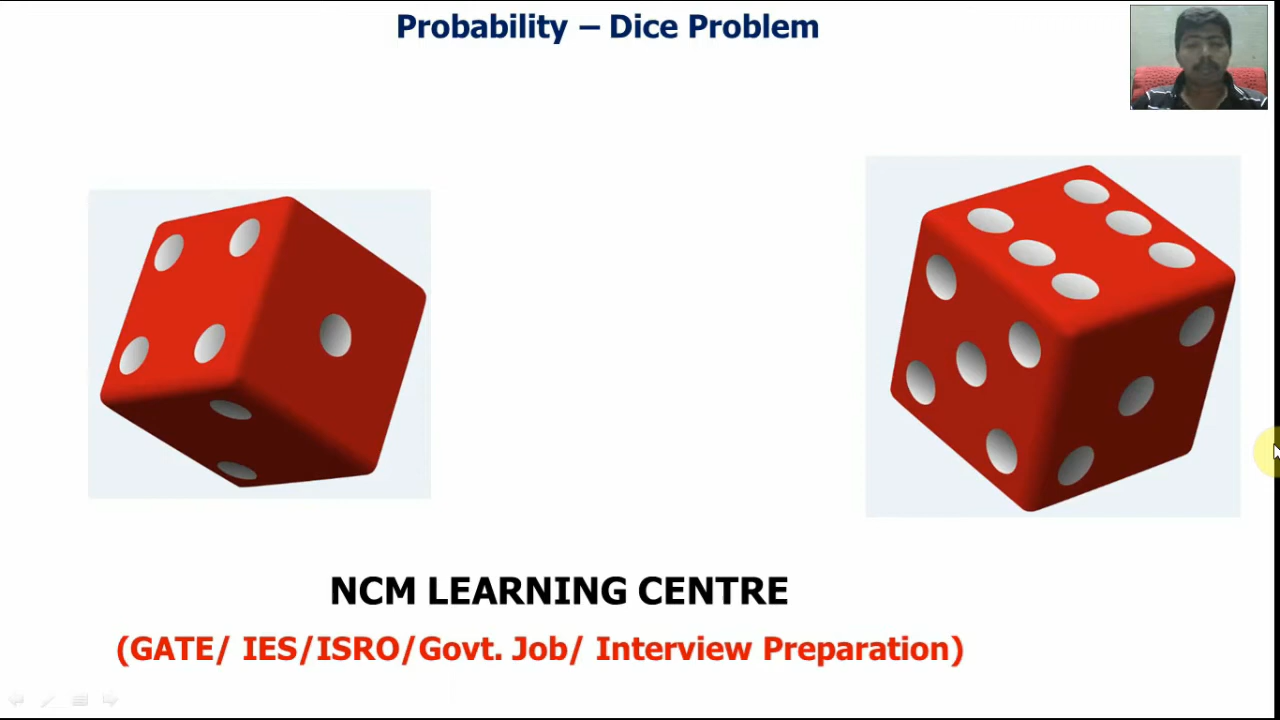 Probability – Dice Problem
NCM LEARNING CENTRE
(GATE/ IES/ISRO/Govt. Job/ Interview Preparation)